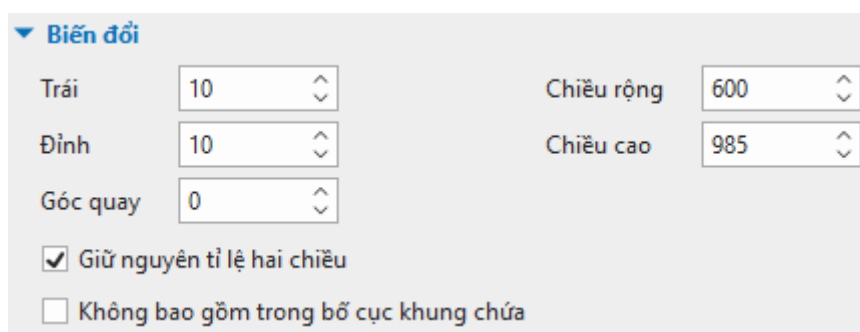 Biến đổi
Trái 10 Chiều rộng 600
Đỉnh 10 Chiều cao 985
Góc quay 0
Giữ nguyên tỉ lệ hai chiều
Không bao gồm trong bố cục khung chứa